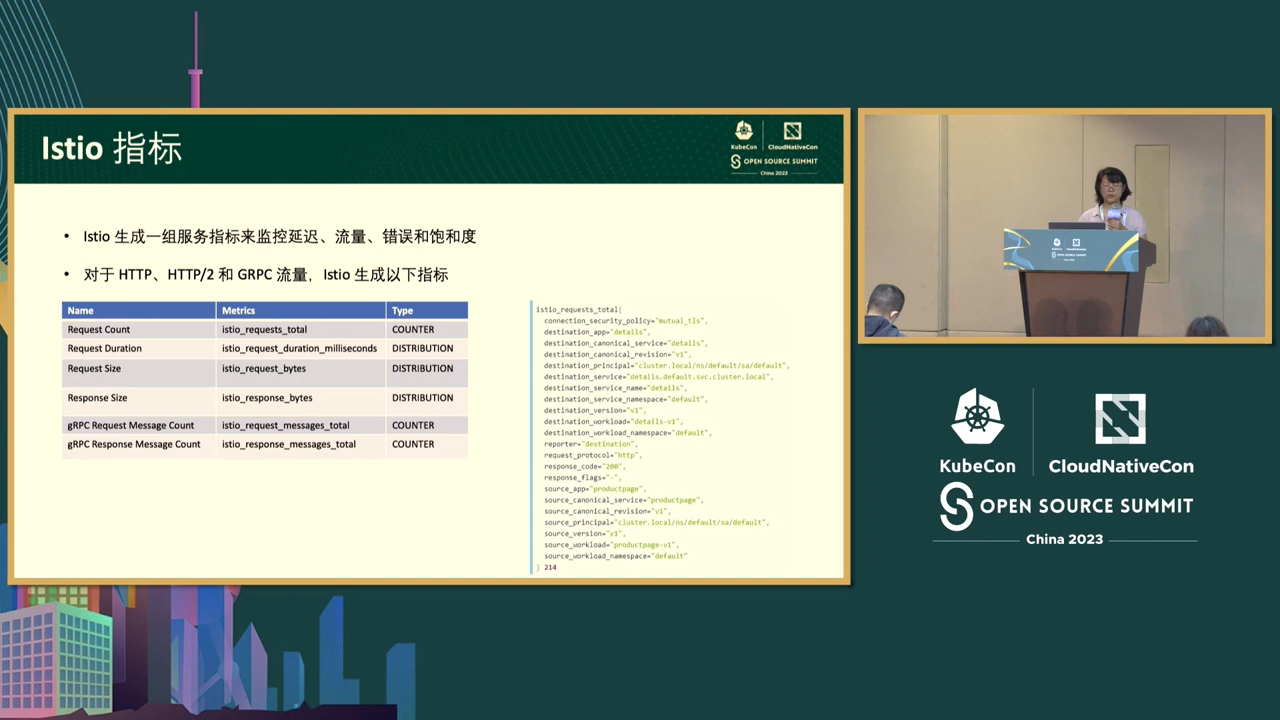 Istio 指标
KubeCon
CloudNativeCon
OPEN SOURCE SUMMIT
China 2023
• Istio 生成一组服务指标来监控延迟、流量、错误和饱和度
• 对于 HTTP、HTTP/2 和 GRPC 流量，Istio 生成以下指标
Name Metrics Type
Request Count istio_requests_total COUNTER
Request Duration istio_request_duration_milliseconds DISTRIBUTION
Request Size istio_request_bytes DISTRIBUTION
Response Size istio_response_bytes DISTRIBUTION
gRPC Request Message Count istio_request_messages_total COUNTER
gRPC Response Message Count istio_response_messages_total COUNTER
istio_requests_total{
connection_security_policy="mutual_tls",
destination_app="details",
destination_canonical_service="details",
destination_canonical_revision="v1",
destination_principal="cluster.local/ns/default/sa/default",
destination_service="details.default.svc.cluster.local",
destination_service_name="details",
destination_service_namespace="default",
destination_version="v1",
destination_workload="details-v1",
destination_workload_namespace="default",
reporter="destination",
request_protocol="http",
response_code="200",
response_flags="-",
source_app="productpage",
source_canonical_service="productpage",
source_canonical_revision="v1",
source_principal="cluster.local/ns/default/sa/default",
source_version="v1",
source_workload="productpage-v1",
source_workload_namespace="default"
} 214
KubeCon
CloudNativeCon
OPEN SOURCE SUMMIT
China 2023